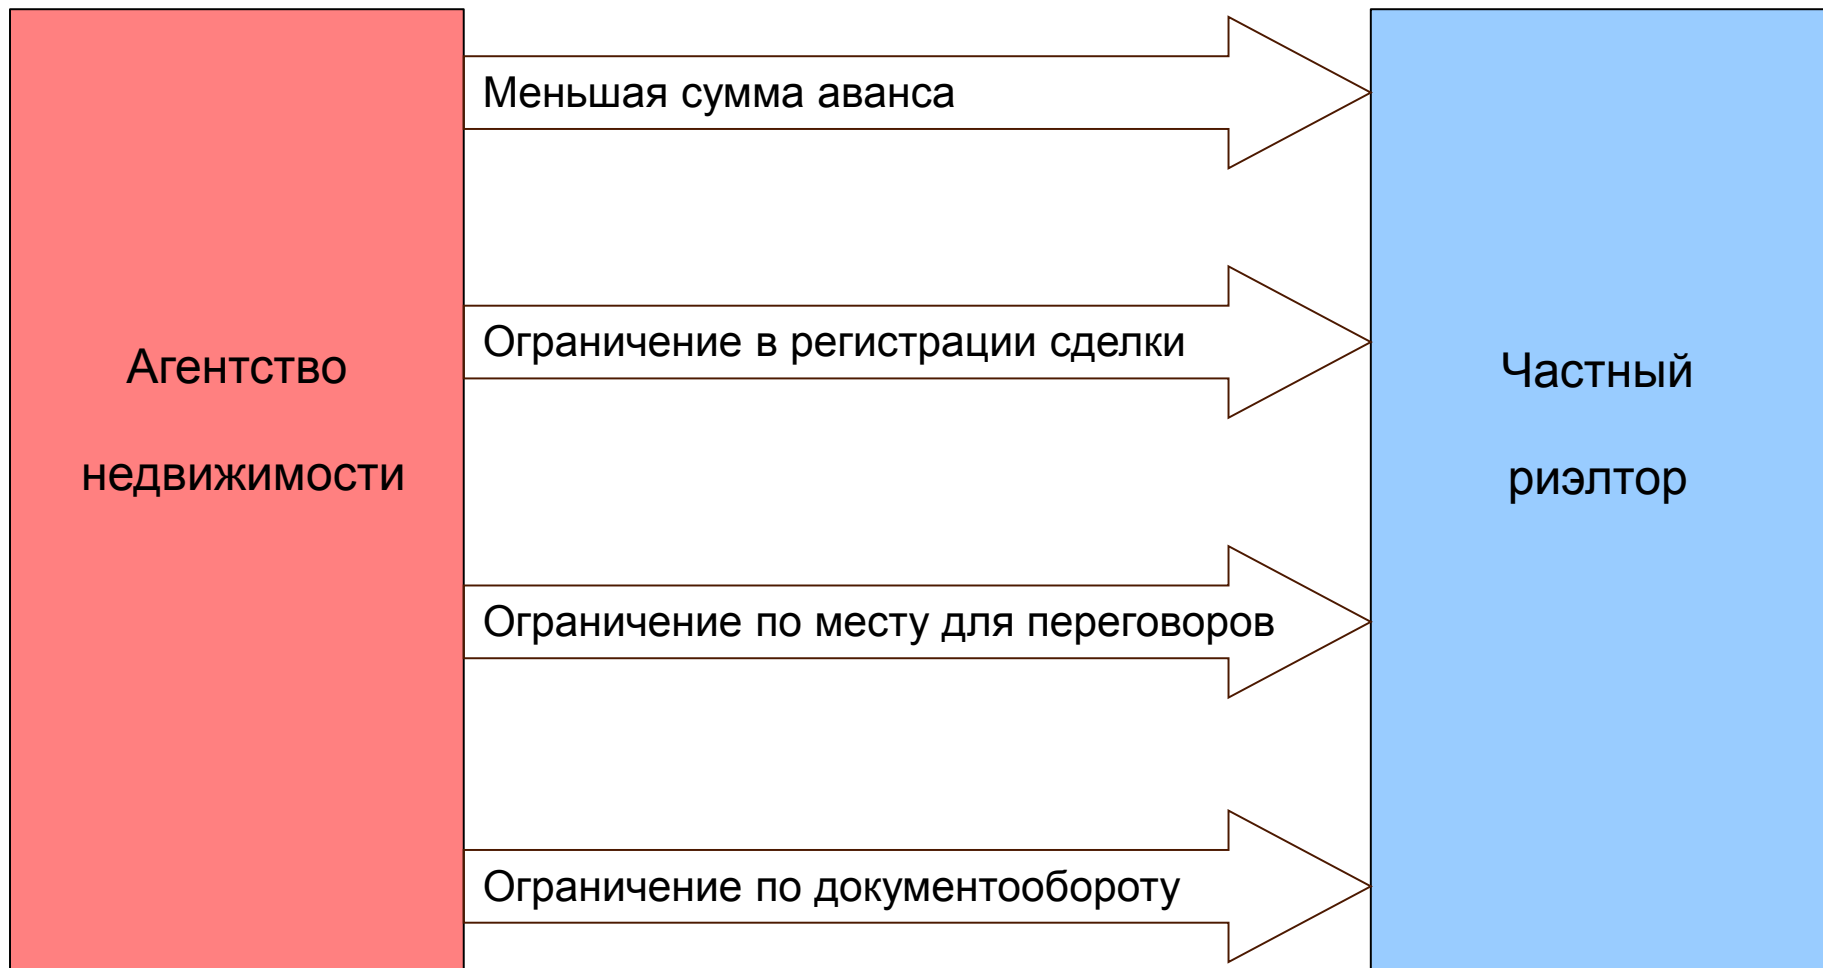 Меньшая сумма аванса
Ограничение в регистрации сделки
Агентство
недвижимости
Частный
риэлтор
Ограничение по месту для переговоров
Ограничение по документообороту